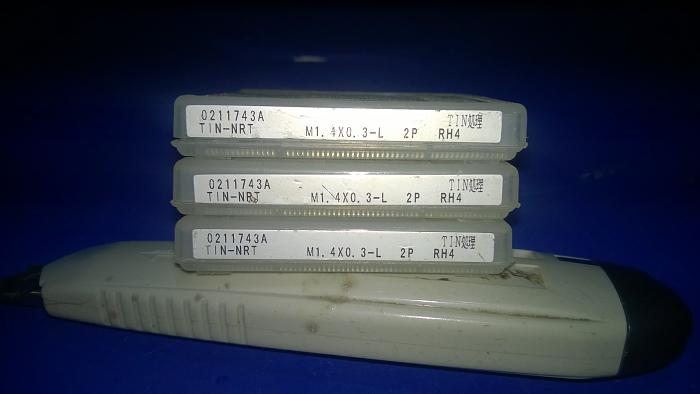 0211743A TIN処理
TIN-NRT M1.4X0.3-L 2P RH4
0211743A TIN処理
TIN-NRT M1.4X0.3-L 2P RH4
0211743A TIN処理
TIN-NRT M1.4X0.3-L 2P RH4